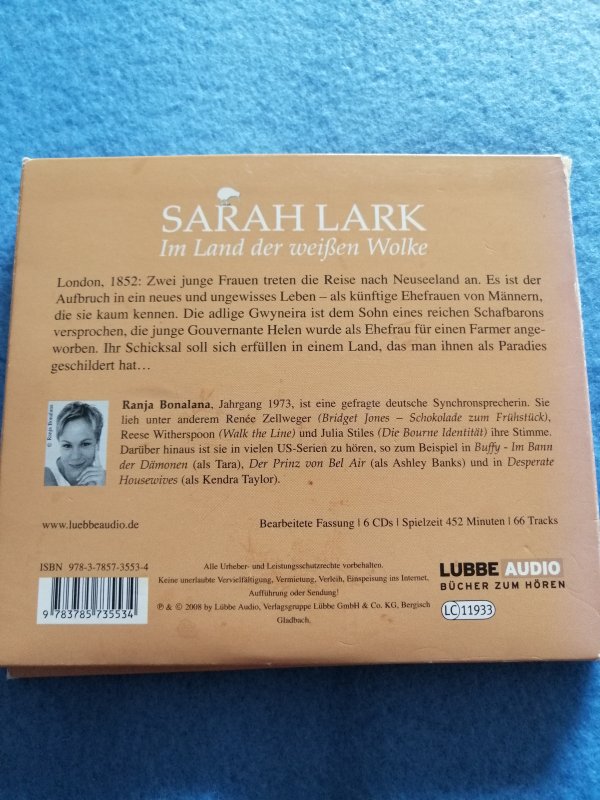 SARAH LARK
Im Land der weißen Wolke
London, 1852: Zwei junge Frauen treten die Reise nach Neuseeland an. Es ist der
Aufbruch in ein neues und ungewisses Leben – als künftige Ehefrauen von Männern,
die sie kaum kennen. Die adlige Gwyneira ist dem Sohn eines reichen Schafbarons
versprochen, die junge Gouvernante Helen wurde als Ehefrau für einen Farmer ange-
worben. Ihr Schicksal soll sich erfüllen in einem Land, das man ihnen als Paradies
geschildert hat…
© Ranja Bonalana
Ranja Bonalana, Jahrgang 1973, ist eine gefragte deutsche Synchronsprecherin. Sie
lieh unter anderem Renée Zellweger (Bridget Jones – Schokolade zum Frühstück),
Reese Witherspoon (Walk the Line) und Julia Stiles (Die Bourne Identität) ihre Stimme.
Darüber hinaus ist sie in vielen US-Serien zu hören, so zum Beispiel in Buffy - Im Bann
der Dämonen (als Tara), Der Prinz von Bel Air (als Ashley Banks) und in Desperate
Housewives (als Kendra Taylor).
www.luebbeaudio.de
Bearbeitete Fassung | 6 CDs | Spielzeit 452 Minuten | 66 Tracks
ISBN 978-3-7857-3553-4
9 783785 735534
Alle Urheber- und Leistungsschutzrechte vorbehalten.
Keine unerlaubte Vervielfältigung, Vermietung, Verleih, Einspeisung ins Internet,
Aufführung oder Sendung!
℗ & © 2008 by Lübbe Audio, Verlagsgruppe Lübbe GmbH & Co. KG, Bergisch
Gladbach.
LÜBBE AUDIO
BÜCHER ZUM HÖREN
LC 11933